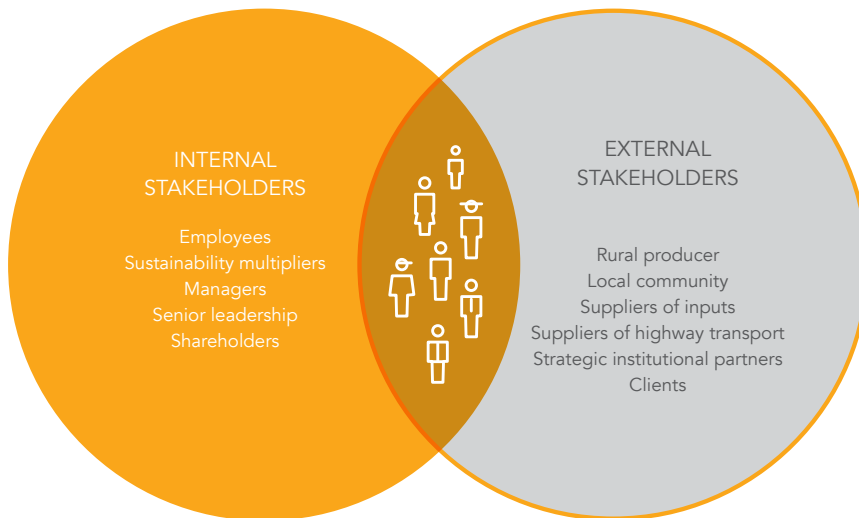 INTERNAL
STAKEHOLDERS
Employees
Sustainability multipliers
Managers
Senior leadership
Shareholders
EXTERNAL
STAKEHOLDERS
Rural producer
Local community
Suppliers of inputs
Suppliers of highway transport
Strategic institutional partners
Clients